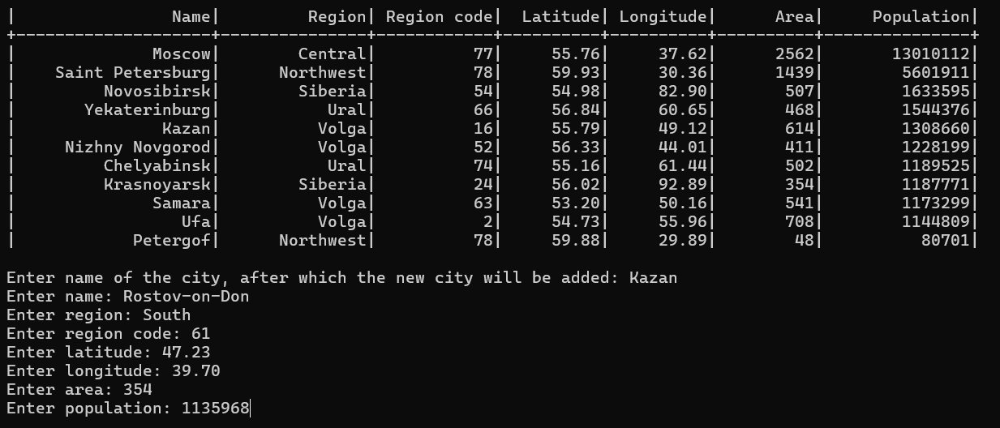 |                Name|         Region| Region code|  Latitude| Longitude|      Area|     Population|
+--------------------+---------------+------------+----------+----------+----------+---------------+
|              Moscow|        Central|          77|     55.76|     37.62|      2562|       13010112|
|    Saint Petersburg|      Northwest|          78|     59.93|     30.36|      1439|        5601911|
|         Novosibirsk|        Siberia|          54|     54.98|     82.90|       507|        1633595|
|       Yekaterinburg|           Ural|          66|     56.84|     60.65|       468|        1544376|
|               Kazan|          Volga|          16|     55.79|     49.12|       614|        1308660|
|     Nizhny Novgorod|          Volga|          52|     56.33|     44.01|       411|        1228199|
|         Chelyabinsk|           Ural|          74|     55.16|     61.44|       502|        1189525|
|         Krasnoyarsk|        Siberia|          24|     56.02|     92.89|       354|        1187771|
|              Samara|          Volga|          63|     53.20|     50.16|       541|        1173299|
|                 Ufa|          Volga|           2|     54.73|     55.96|       708|        1144809|
|            Petergof|      Northwest|          78|     59.88|     29.89|        48|          80701|

Enter name of the city, after which the new city will be added: Kazan
Enter name: Rostov-on-Don
Enter region: South
Enter region code: 61
Enter latitude: 47.23
Enter longitude: 39.70
Enter area: 354
Enter population: 1135968